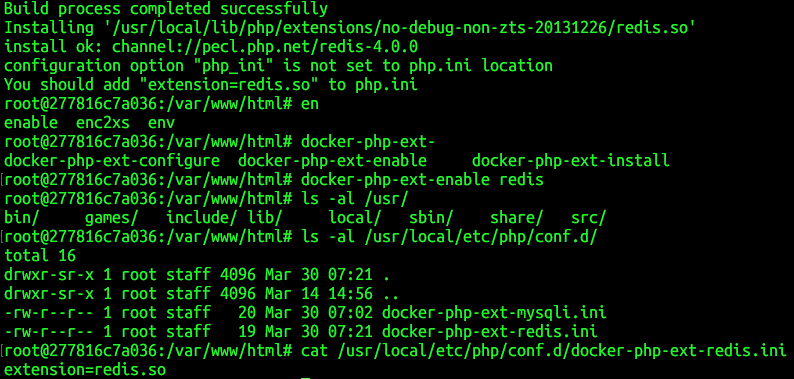 Build process completed successfully
Installing '/usr/local/lib/php/extensions/no-debug-non-zts-20131226/redis.so'
install ok: channel://pecl.php.net/redis-4.0.0
configuration option "php_ini" is not set to php.ini location
You should add "extension=redis.so" to php.ini
root@277816c7a036:/var/www/html# en
enable  enc2xs  env
root@277816c7a036:/var/www/html# docker-php-ext-
docker-php-ext-configure  docker-php-ext-enable     docker-php-ext-install
root@277816c7a036:/var/www/html# docker-php-ext-enable redis
root@277816c7a036:/var/www/html# ls -al /usr/
bin/     games/   include/ lib/     local/   sbin/    share/   src/
root@277816c7a036:/var/www/html# ls -al /usr/local/etc/php/conf.d/
total 16
drwxr-sr-x 1 root staff 4096 Mar 30 07:21 .
drwxr-sr-x 1 root staff 4096 Mar 14 14:56 ..
-rw-r--r-- 1 root staff   20 Mar 30 07:02 docker-php-ext-mysqli.ini
-rw-r--r-- 1 root staff   19 Mar 30 07:21 docker-php-ext-redis.ini
root@277816c7a036:/var/www/html# cat /usr/local/etc/php/conf.d/docker-php-ext-redis.ini
extension=redis.so